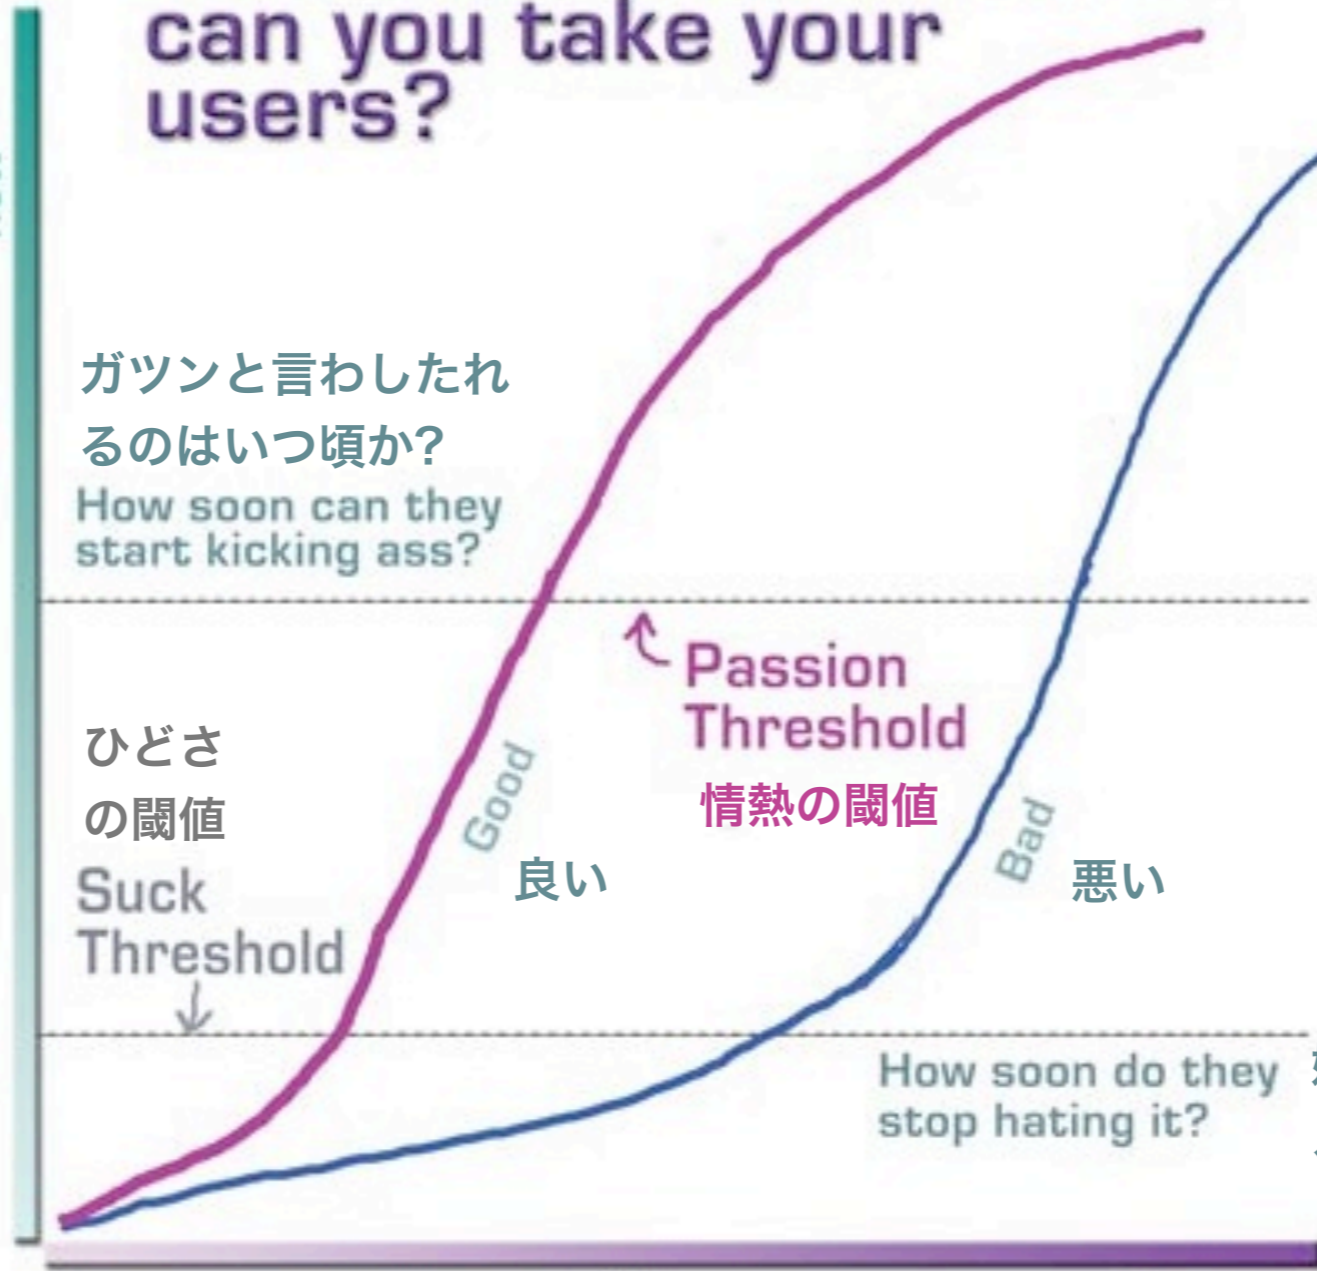 can you take your
users?
ガツンと言わしたれ
るのはいつ頃か?
How soon can they
start kicking ass?
Passion
Threshold
情熱の閾値
ひどさ
の閾値
Suck
Threshold
Good
良い
Bad
悪い
How soon do they
stop hating it?